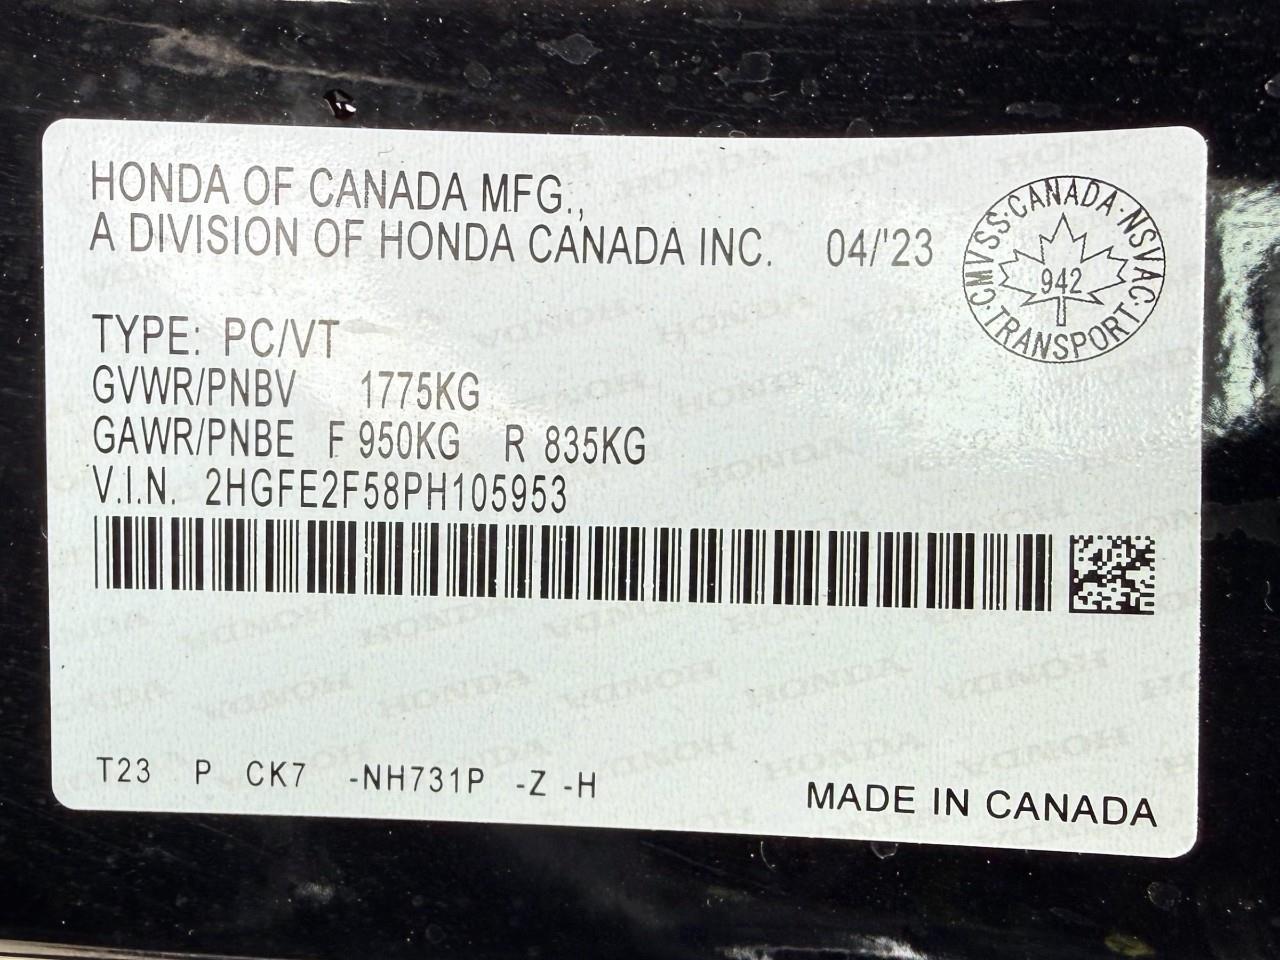 HONDA OF CANADA MFG.,
A DIVISION OF HONDA CANADA INC. 04/'23
CMVSS·CANADA·NSVAC·TRANSPORT·
942
TYPE: PC/VT
GVWR/PNBV 1775KG
GAWR/PNBE F 950KG R 835KG
V.I.N. 2HGFE2F58PH105953
T23 P CK7 -NH731P -Z -H
MADE IN CANADA